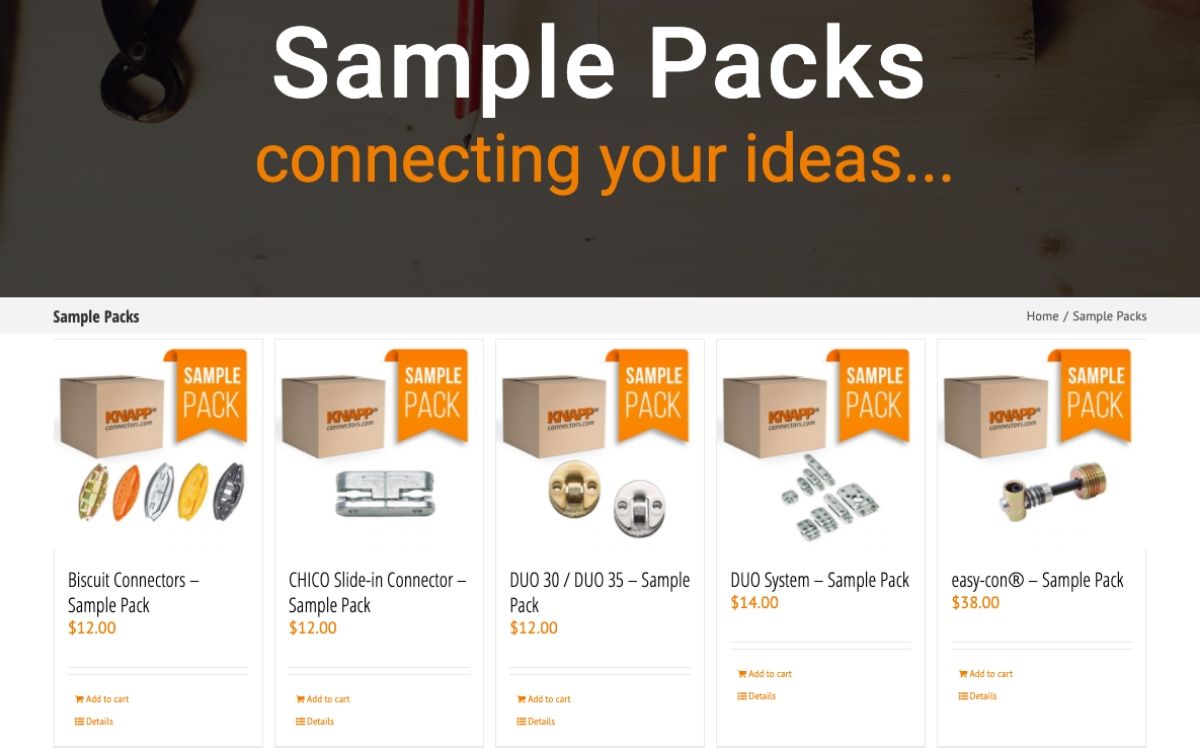 Sample Packs
connecting your ideas...
Sample Packs
Home / Sample Packs
SAMPLE
PACK
KNAPP®
connectors.com
SAMPLE
PACK
KNAPP®
connectors.com
SAMPLE
PACK
KNAPP®
connectors.com
SAMPLE
PACK
KNAPP®
connectors.com
SAMPLE
PACK
KNAPP®
connectors.com
Biscuit Connectors –
Sample Pack
$12.00
Add to cart
Details
CHICO Slide-in Connector –
Sample Pack
$12.00
Add to cart
Details
DUO 30 / DUO 35 – Sample
Pack
$12.00
Add to cart
Details
DUO System – Sample Pack
$14.00
Add to cart
Details
easy-con® – Sample Pack
$38.00
Add to cart
Details